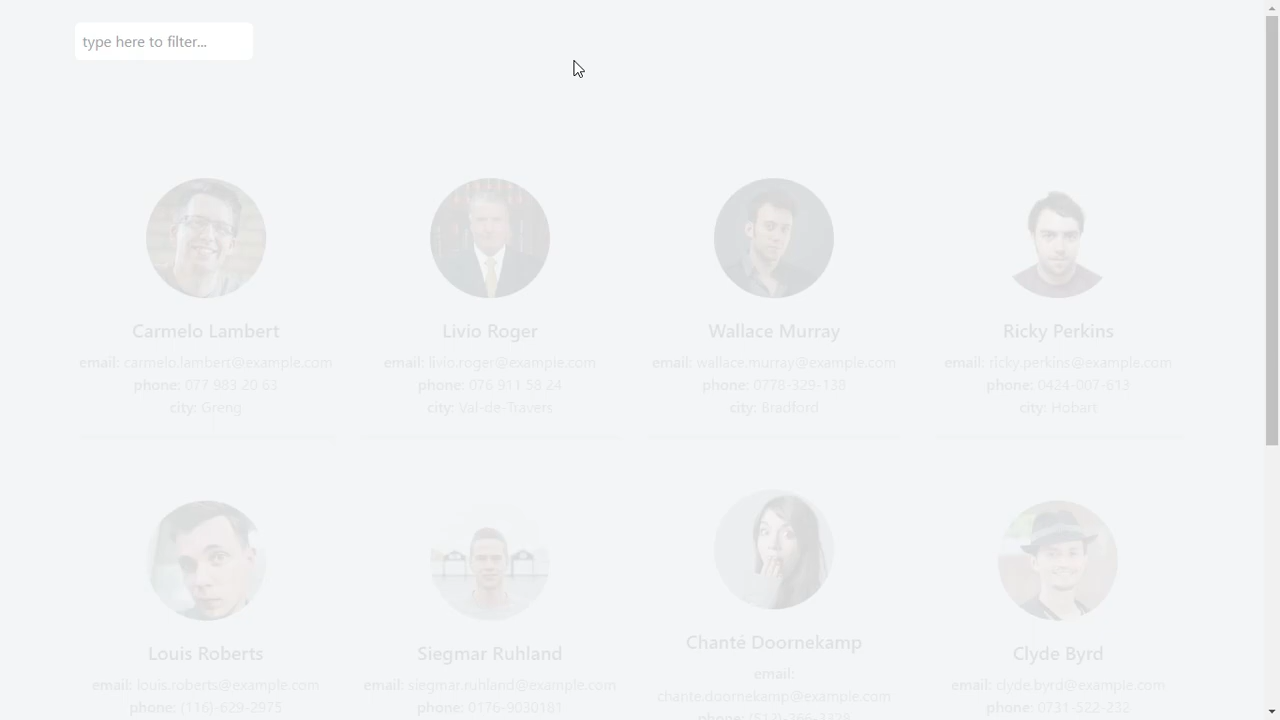 type here to filter...
Carmelo Lambert
email: carmelo.lambert@example.com
phone: 077 983 20 63
city: Greng
Livio Roger
email: livio.roger@example.com
phone: 076 911 58 24
city: Val-de-Travers
Wallace Murray
email: wallace.murray@example.com
phone: 0778-329-138
city: Bradford
Ricky Perkins
email: ricky.perkins@example.com
phone: 0424-007-613
city: Hobart
Louis Roberts
email: louis.roberts@example.com
phone: (116)-629-2975
Siegmar Ruhland
email: siegmar.ruhland@example.com
phone: 0176-9030181
Chanté Doornekamp
email:
chante.doornekamp@example.com
phone: (513)-266-3328
Clyde Byrd
email: clyde.byrd@example.com
phone: 0731-522-232